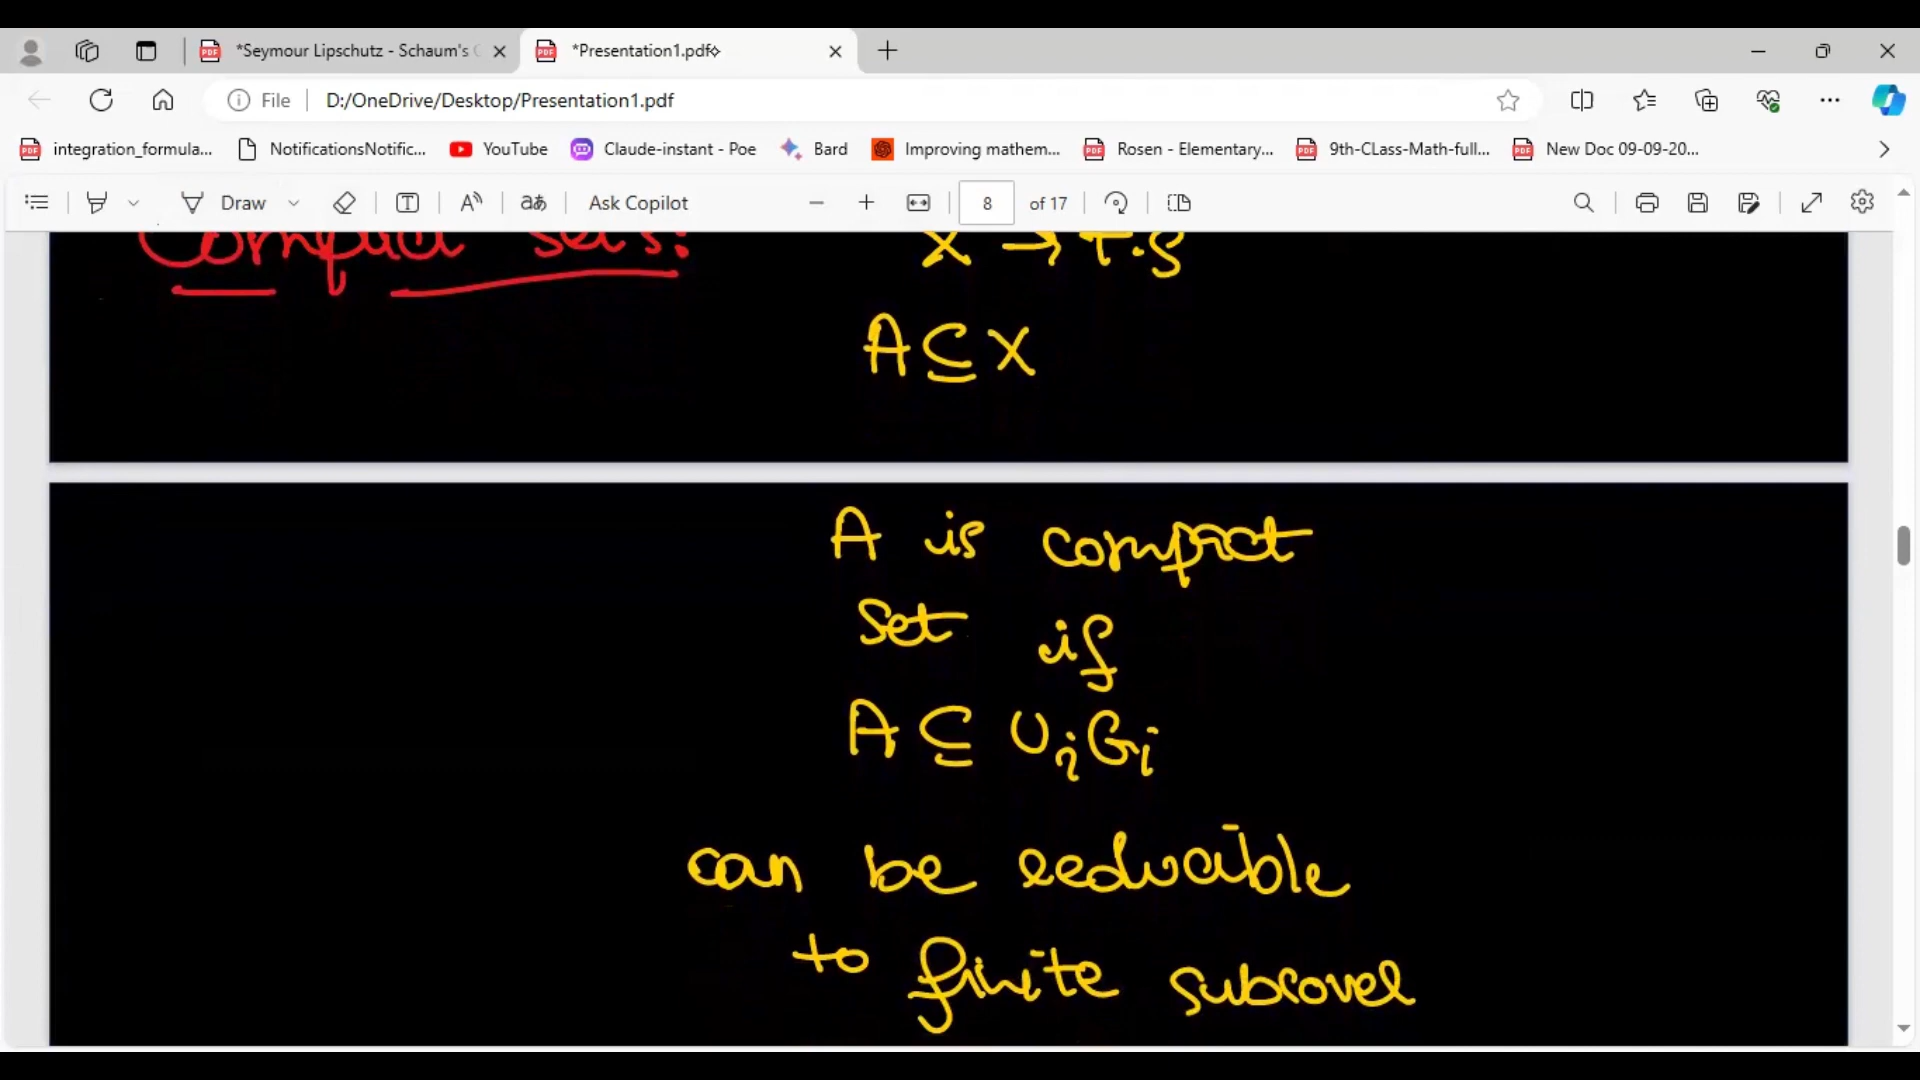 *Seymour Lipschutz - Schaum's
*Presentation1.pdf
File D:/OneDrive/Desktop/Presentation1.pdf
integration_formula... NotificationsNotific... YouTube Claude-instant - Poe Bard Improving mathem... Rosen - Elementary... 9th-CLass-Math-full... New Doc 09-09-20...
Draw Ask Copilot 8 of 17
Compact sets: X → T.S
A ⊆ X
A is compact
set if
A ⊆ ∪iGi
can be reducible
to finite subcover